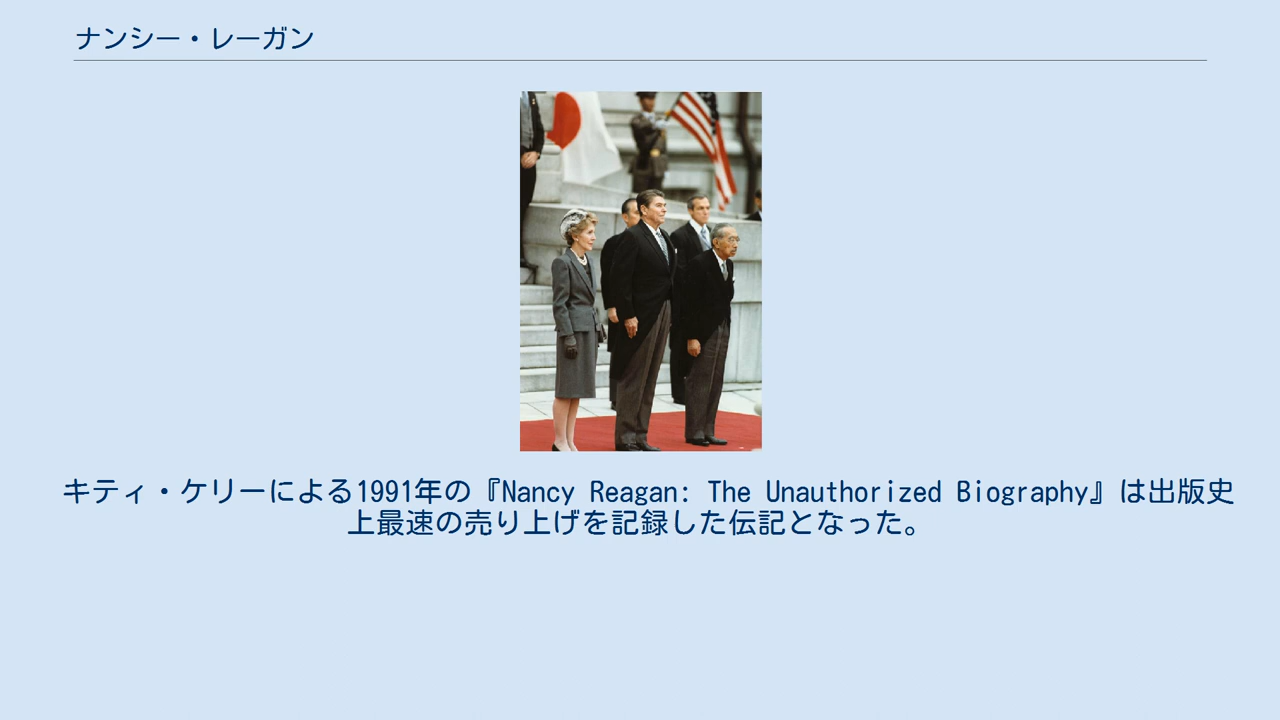 ナンシー・レーガン
キティ・ケリーによる1991年の『Nancy Reagan: The Unauthorized Biography』は出版史
上最速の売り上げを記録した伝記となった。